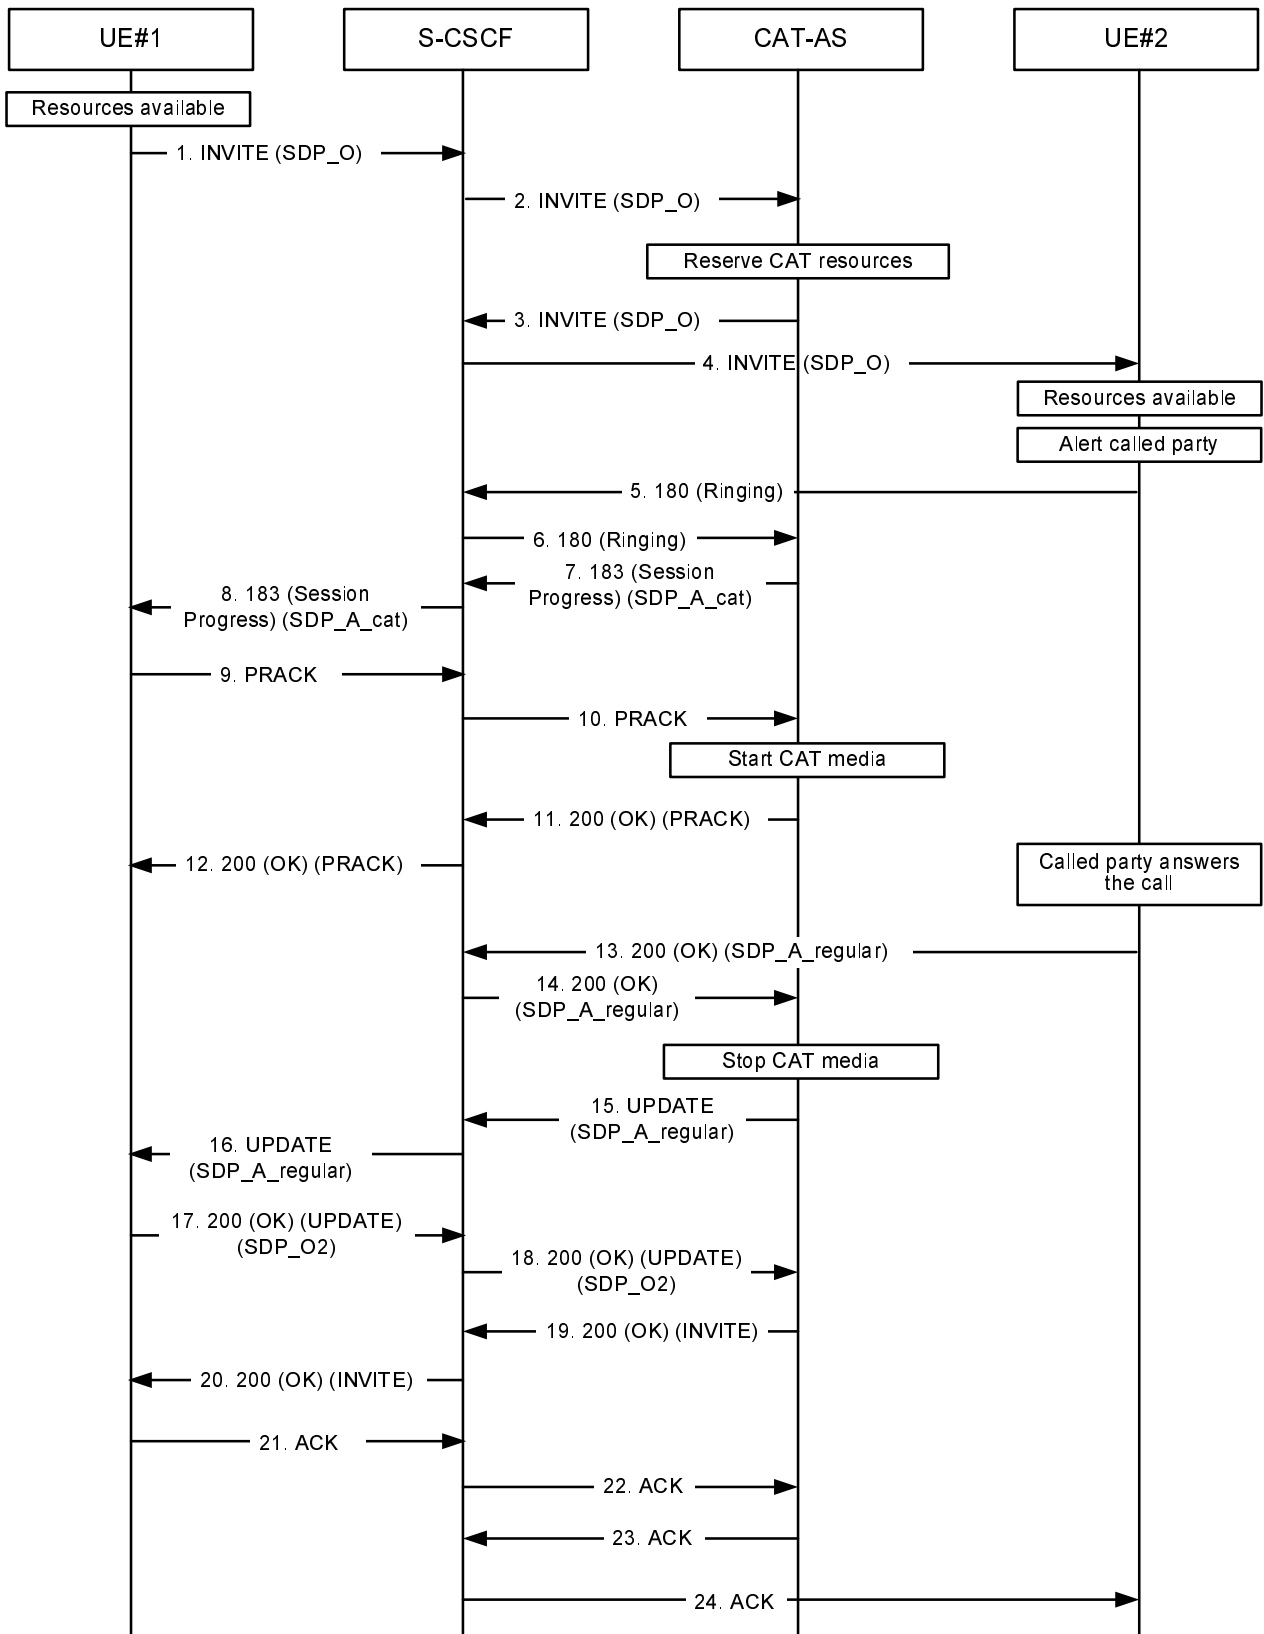 UE#1
S-CSCF
CAT-AS
UE#2
Resources available
1. INVITE (SDP_O)
2. INVITE (SDP_O)
Reserve CAT resources
3. INVITE (SDP_O)
4. INVITE (SDP_O)
Resources available
Alert called party
5. 180 (Ringing)
6. 180 (Ringing)
7. 183 (Session
Progress) (SDP_A_cat)
8. 183 (Session
Progress) (SDP_A_cat)
9. PRACK
10. PRACK
Start CAT media
11. 200 (OK) (PRACK)
12. 200 (OK) (PRACK)
Called party answers
the call
13. 200 (OK) (SDP_A_regular)
14. 200 (OK)
(SDP_A_regular)
Stop CAT media
15. UPDATE
(SDP_A_regular)
16. UPDATE
(SDP_A_regular)
17. 200 (OK) (UPDATE)
(SDP_O2)
18. 200 (OK) (UPDATE)
(SDP_O2)
19. 200 (OK) (INVITE)
20. 200 (OK) (INVITE)
21. ACK
22. ACK
23. ACK
24. ACK